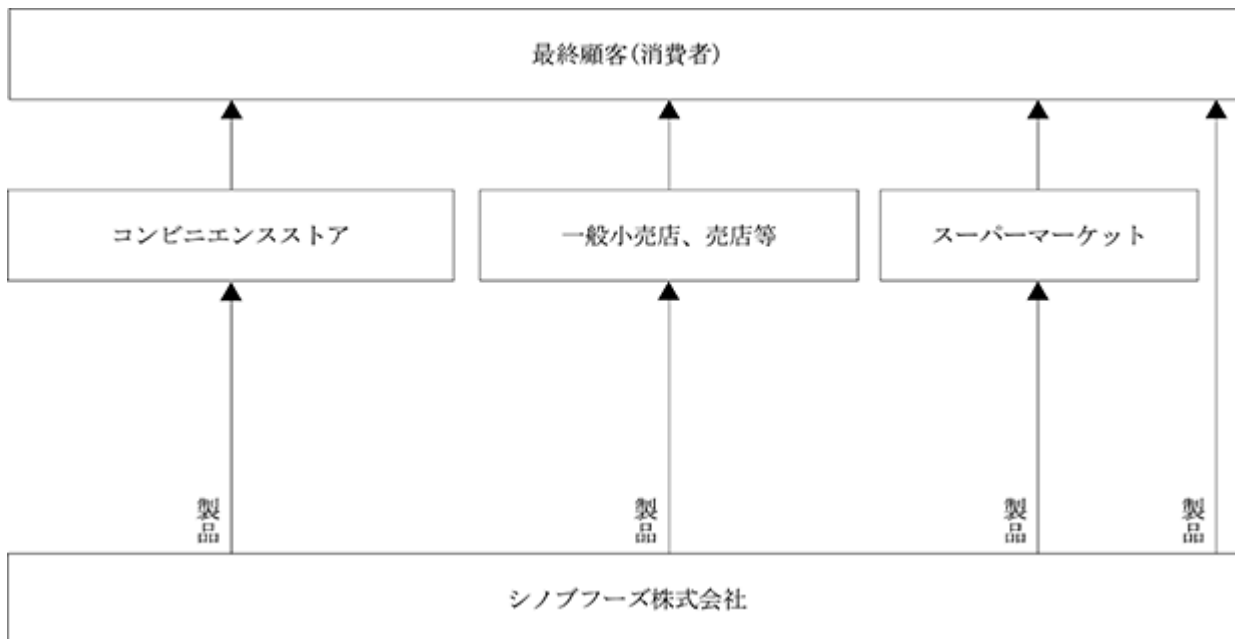 最終顧客(消費者)
コンビニエンスストア
一般小売店、売店等
スーパーマーケット
製品
製品
製品
製品
シノブフーズ株式会社